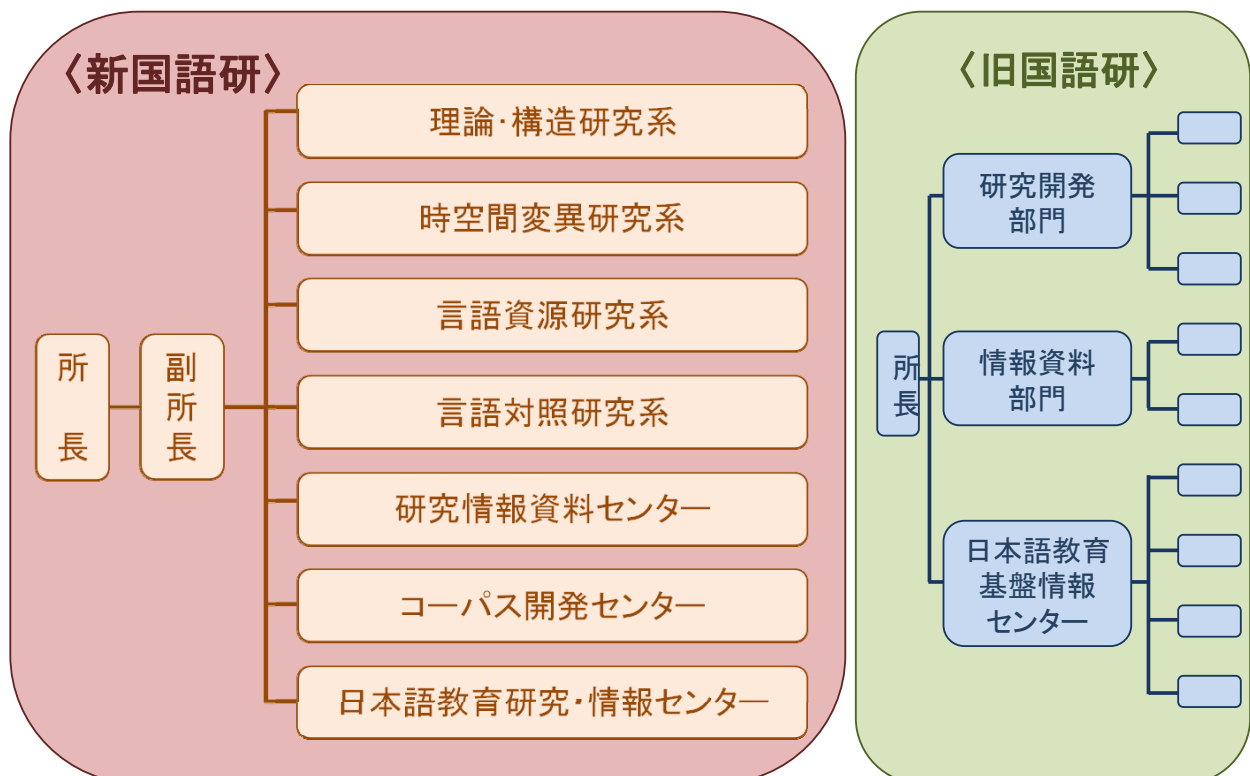 〈新国語研〉
理論・構造研究系
時空間変異研究系
言語資源研究系
言語対照研究系
研究情報資料センター
コーパス開発センター
日本語教育研究・情報センター
所
長
副
所
長
〈旧国語研〉
所
長
研究開発
部門
情報資料
部門
日本語教育
基盤情報
センター